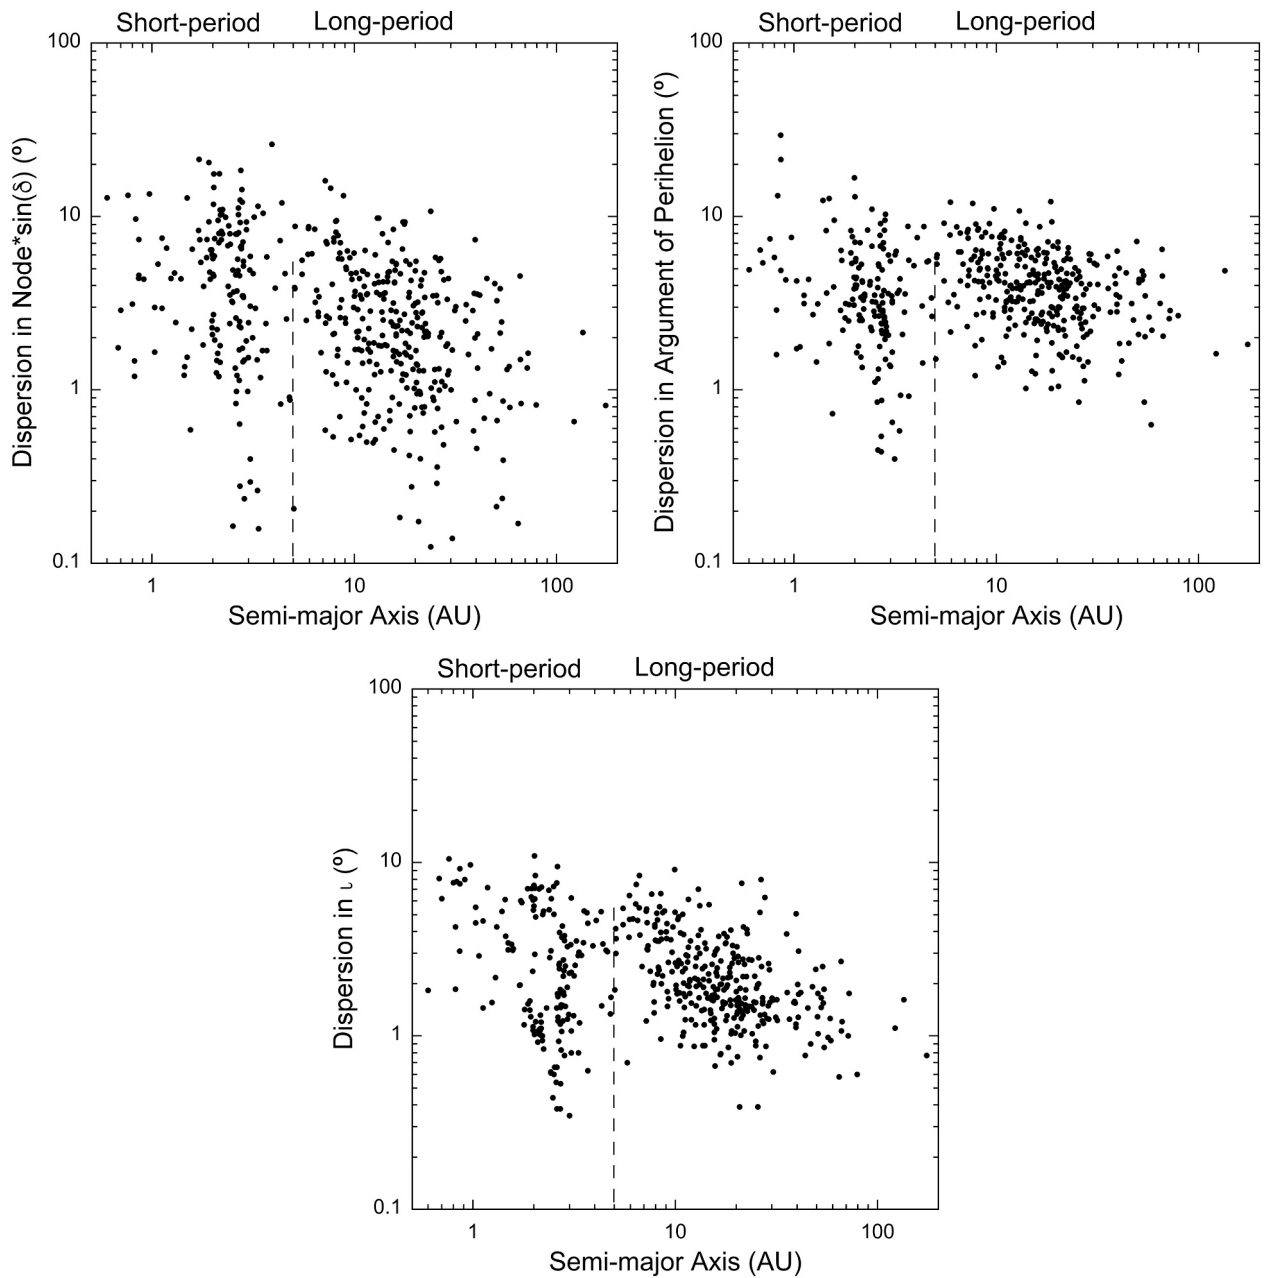 Short-period Long-period
100
10
1
0.1
Dispersion in Node*sin(δ) (º)
1 10 100
Semi-major Axis (AU)
Short-period Long-period
100
10
1
0.1
Dispersion in Argument of Perihelion (º)
1 10 100
Semi-major Axis (AU)
Short-period Long-period
100
10
1
0.1
Dispersion in ι (º)
1 10 100
Semi-major Axis (AU)